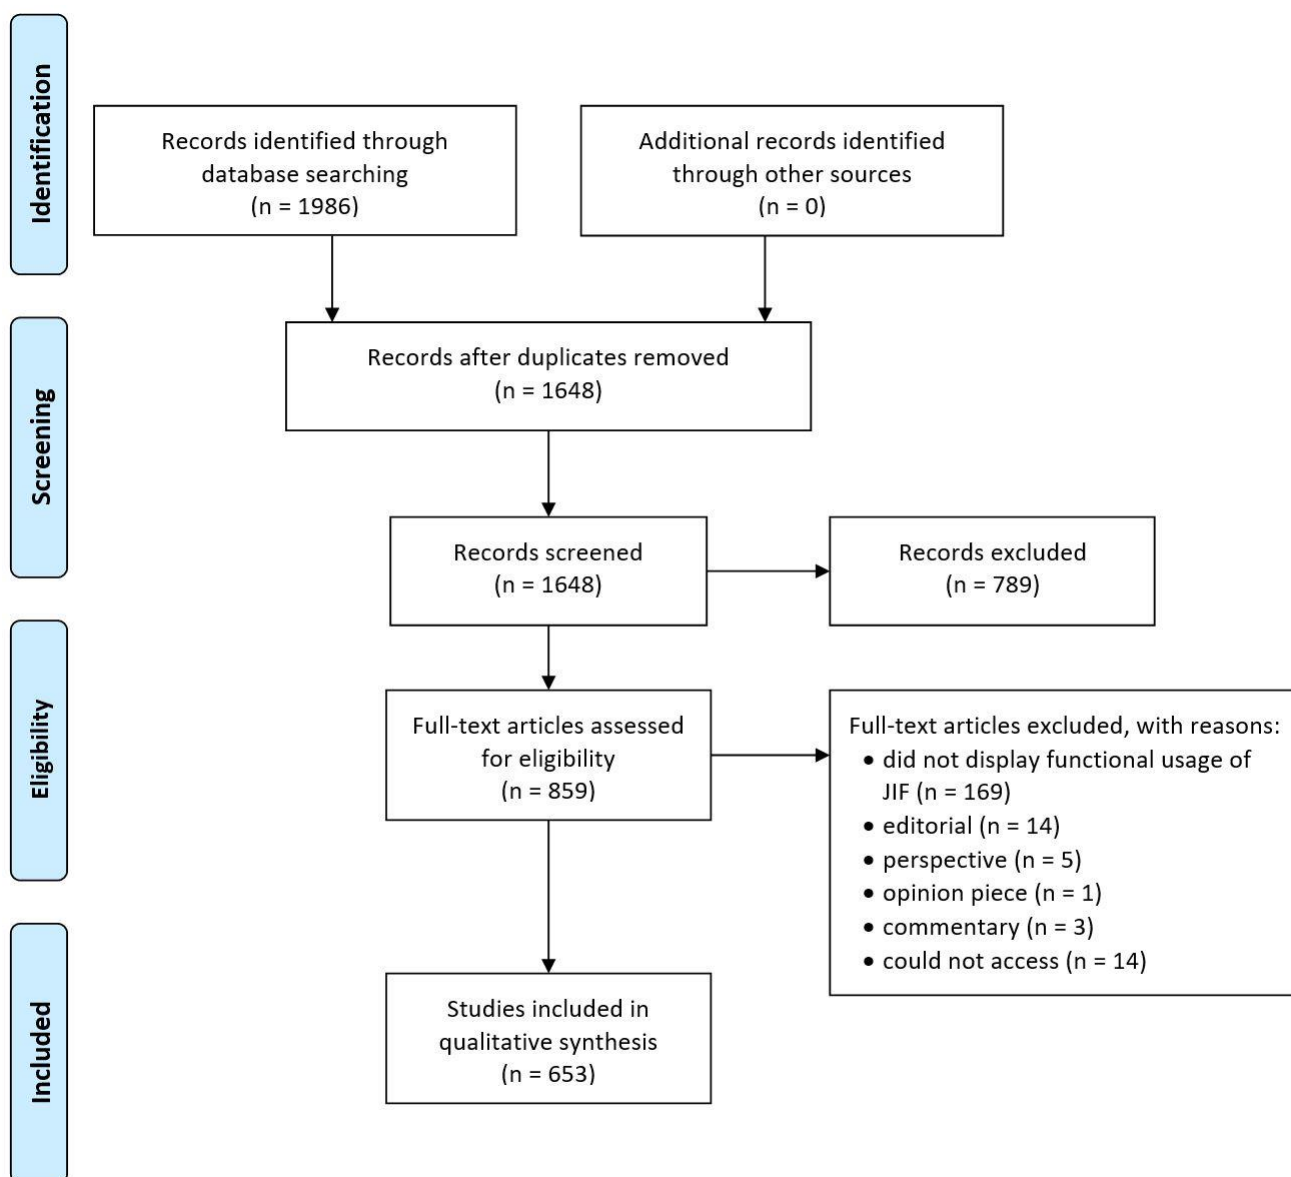 Identification
Records identified through
database searching
(n = 1986)
Additional records identified
through other sources
(n = 0)
Screening
Records after duplicates removed
(n = 1648)
Records screened
(n = 1648)
Records excluded
(n = 789)
Eligibility
Full-text articles assessed
for eligibility
(n = 859)
Full-text articles excluded, with reasons:
• did not display functional usage of
JIF (n = 169)
• editorial (n = 14)
• perspective (n = 5)
• opinion piece (n = 1)
• commentary (n = 3)
• could not access (n = 14)
Included
Studies included in
qualitative synthesis
(n = 653)